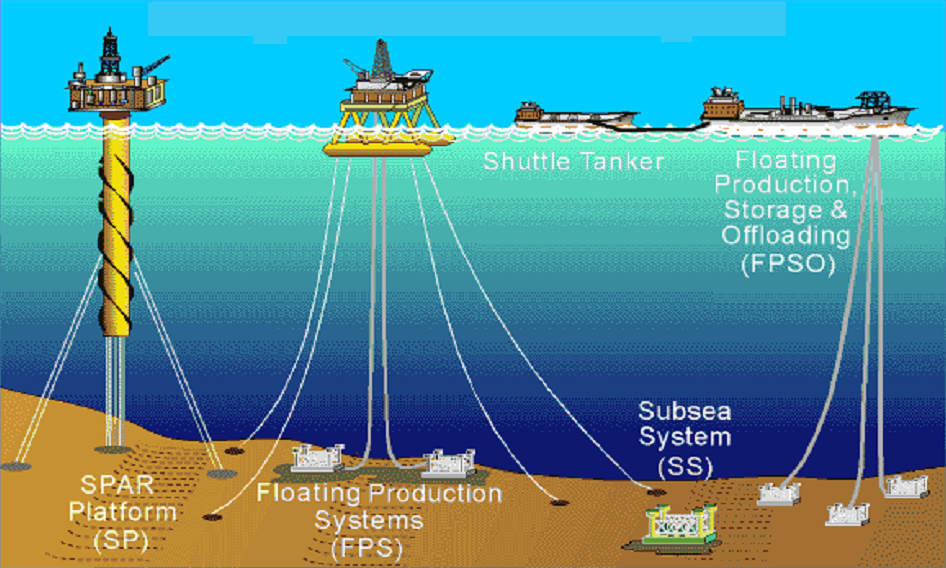 Shuttle Tanker
Floating
Production,
Storage &
Offloading
(FPSO)
Subsea
System
(SS)
SPAR
Platform
(SP)
Floating Production
Systems
(FPS)